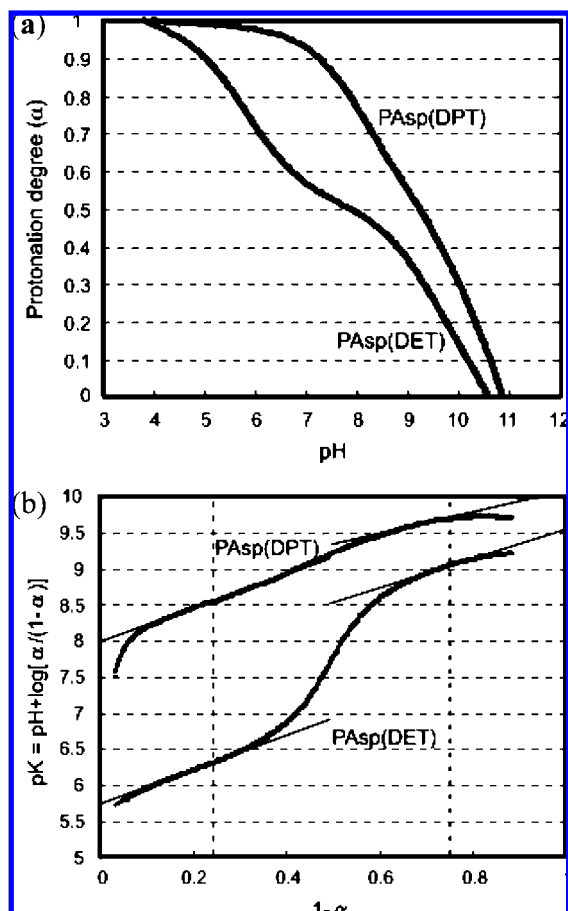 (a)
1
0.9
0.8
0.7
0.6
0.5
0.4
0.3
0.2
0.1
0
Protonation degree (α)
PAsp(DPT)
PAsp(DET)
3 4 5 6 7 8 9 10 11 12
pH
(b)
10
9.5
9
8.5
8
7.5
7
6.5
6
5.5
5
pK = pH+log[α/(1-α)]
PAsp(DPT)
PAsp(DET)
0 0.2 0.4 0.6 0.8 1
1-α